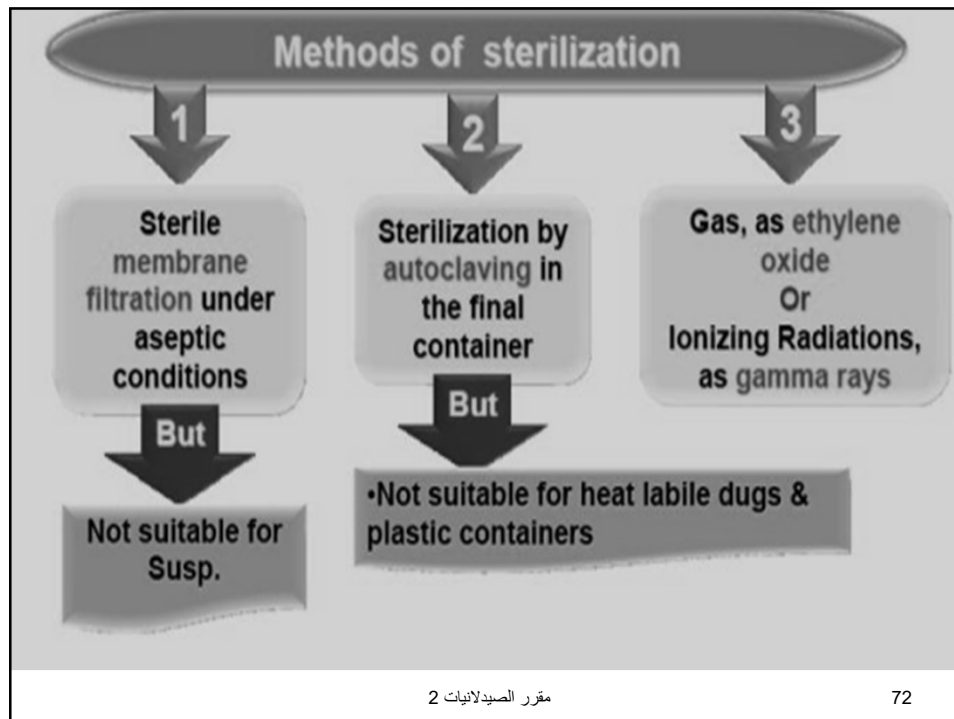 Methods of sterilization
1
Sterile
membrane
filtration under
aseptic
conditions
But
Not suitable for
Susp.
2
Sterilization by
autoclaving in
the final
container
But
•Not suitable for heat labile dugs &
plastic containers
3
Gas, as ethylene
oxide
Or
Ionizing Radiations,
as gamma rays
مقرر الصيدلانيات 2
72